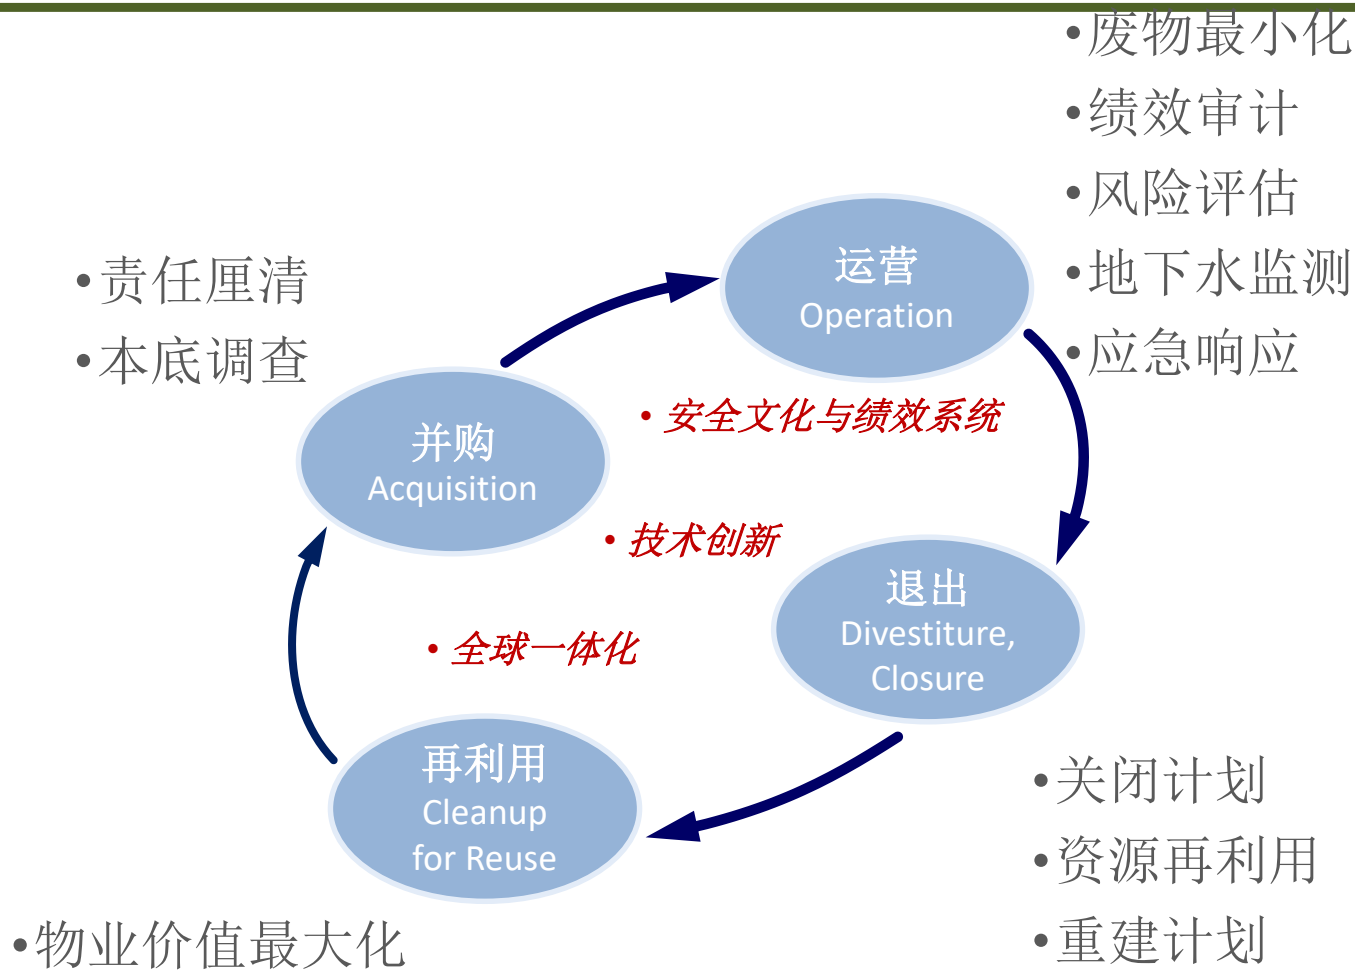 •废物最小化
•绩效审计
•风险评估
•地下水监测
•应急响应
•责任厘清
•本底调查
运营
Operation
并购
Acquisition
• 安全文化与绩效系统
• 技术创新
• 全球一体化
退出
Divestiture,
Closure
再利用
Cleanup
for Reuse
•关闭计划
•资源再利用
•重建计划
•物业价值最大化